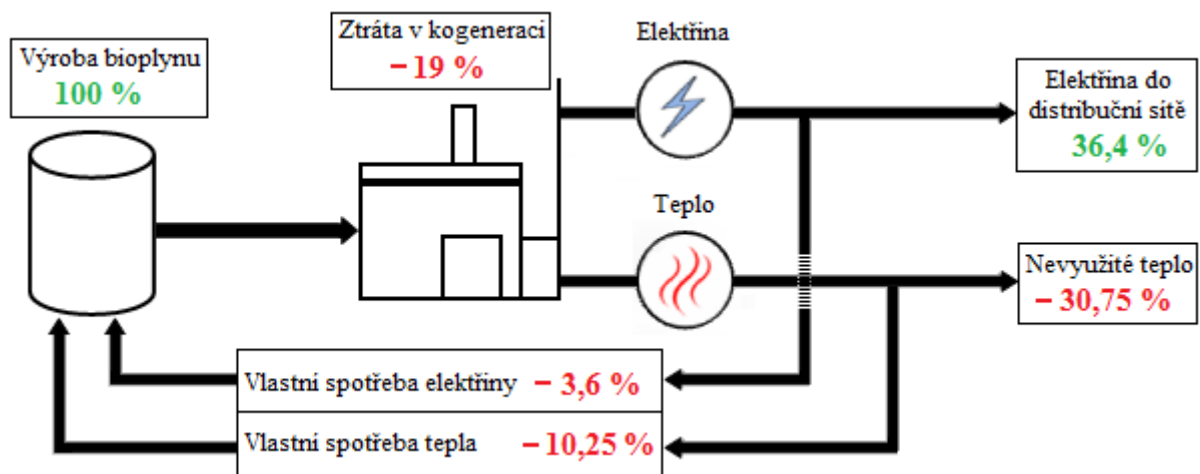 Výroba bioplynu
100 %
Ztráta v kogeneraci
− 19 %
Elektřina
Elektřina do
distribuční sítě
36,4 %
Teplo
Nevyužité teplo
− 30,75 %
Vlastní spotřeba elektřiny − 3,6 %
Vlastní spotřeba tepla − 10,25 %